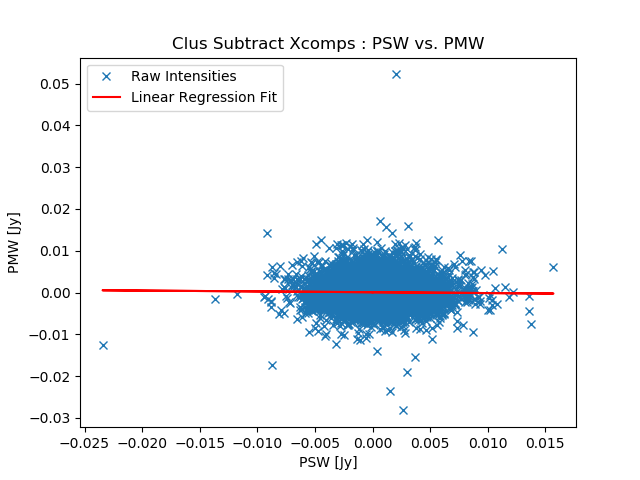 Clus Subtract Xcomps : PSW vs. PMW
Raw Intensities
Linear Regression Fit
PMW [Jy]
0.05
0.04
0.03
0.02
0.01
0.00
−0.01
−0.02
−0.03
−0.025 −0.020 −0.015 −0.010 −0.005 0.000 0.005 0.010 0.015
PSW [Jy]